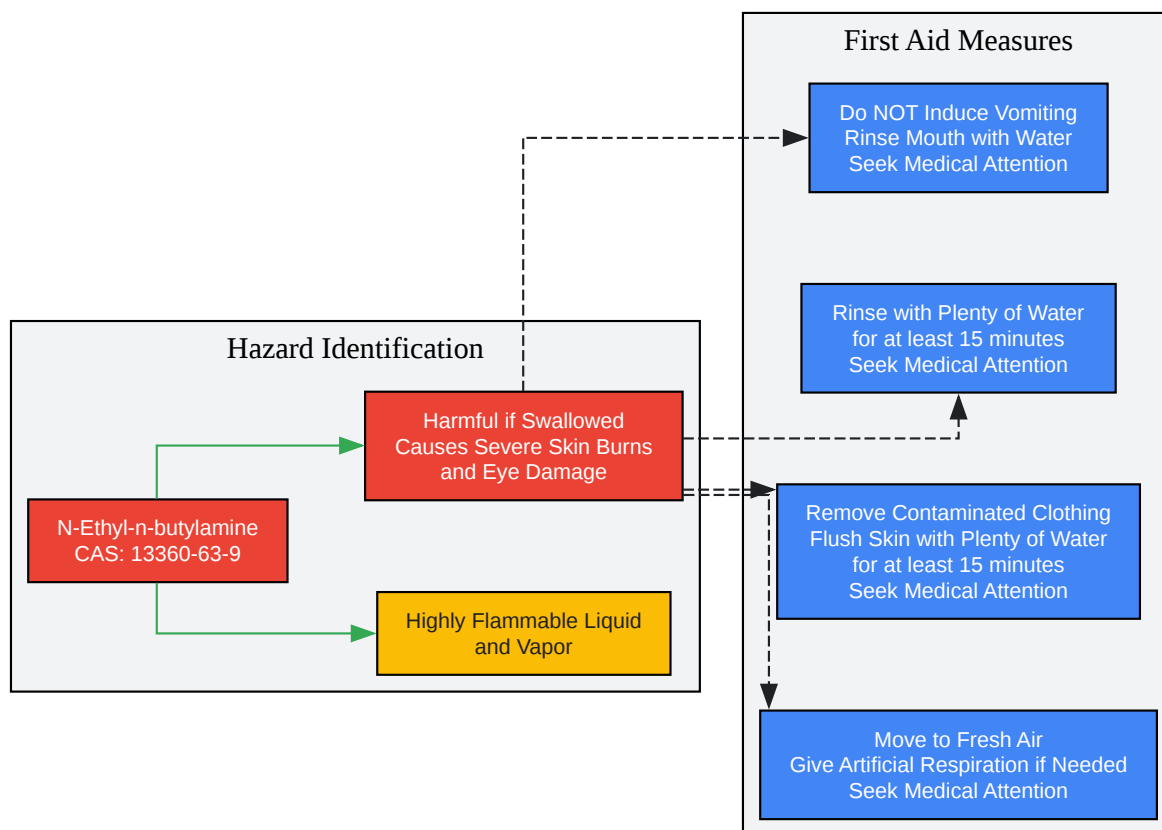 First Aid Measures
Do NOT Induce Vomiting
Rinse Mouth with Water
Seek Medical Attention
Rinse with Plenty of Water
for at least 15 minutes
Seek Medical Attention
Hazard Identification
Harmful if Swallowed
Causes Severe Skin Burns
and Eye Damage
N-Ethyl-n-butylamine
CAS: 13360-63-9
Remove Contaminated Clothing
Flush Skin with Plenty of Water
for at least 15 minutes
Seek Medical Attention
Highly Flammable Liquid
and Vapor
Move to Fresh Air
Give Artificial Respiration if Needed
Seek Medical Attention